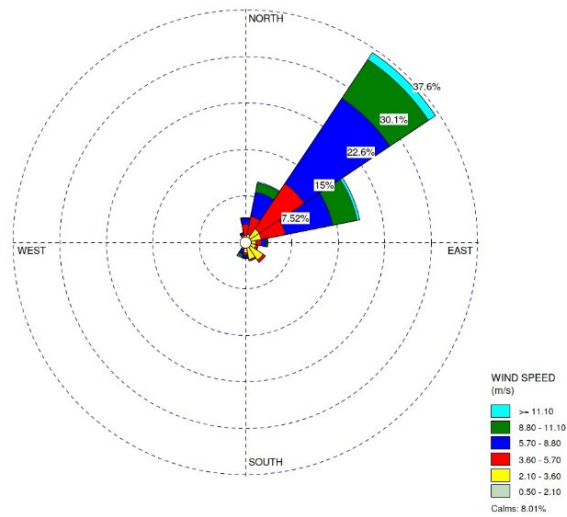 NORTH
37.6%
30.1%
22.6%
15%
7.52%
WEST
EAST
SOUTH
WIND SPEED
(m/s)
>= 11.10
8.80 - 11.10
5.70 - 8.80
3.60 - 5.70
2.10 - 3.60
0.50 - 2.10
Calms: 8.01%